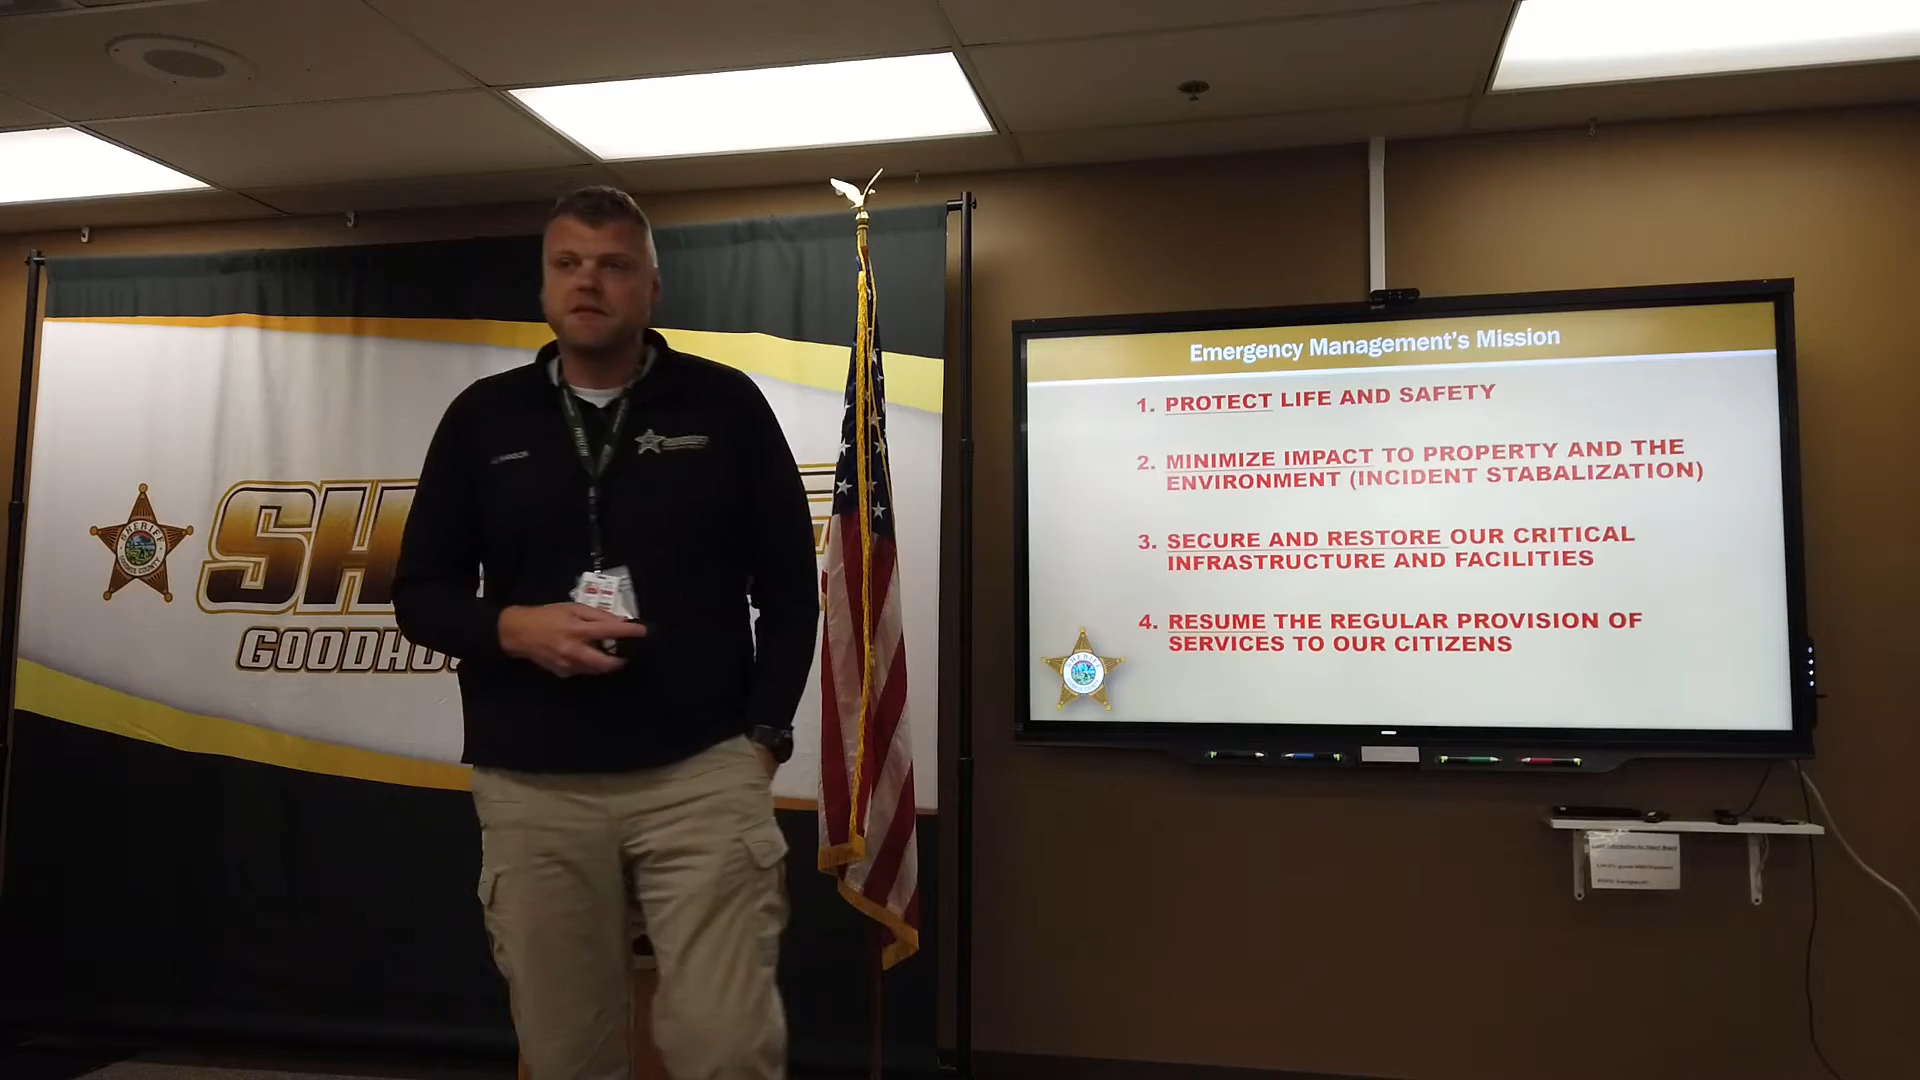 Emergency Management's Mission
1. PROTECT LIFE AND SAFETY
2. MINIMIZE IMPACT TO PROPERTY AND THE
ENVIRONMENT (INCIDENT STABALIZATION)
3. SECURE AND RESTORE OUR CRITICAL
INFRASTRUCTURE AND FACILITIES
4. RESUME THE REGULAR PROVISION OF
SERVICES TO OUR CITIZENS
SHERIFF
SH
GOODHU
SHERIFF